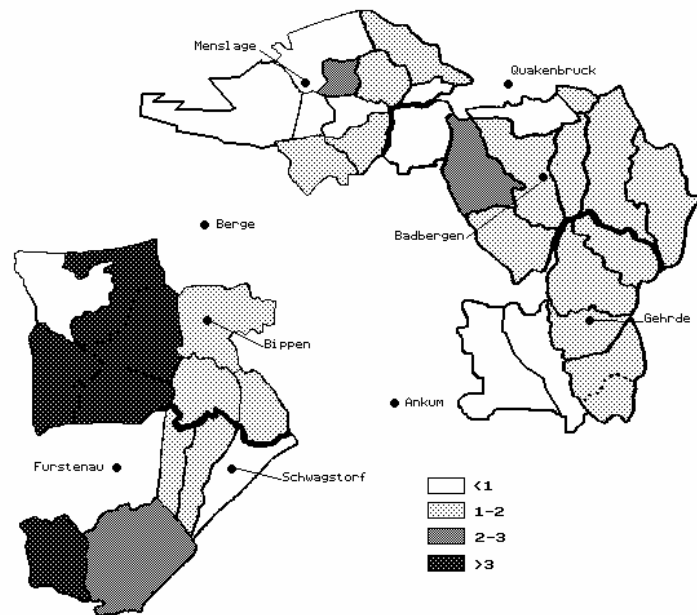 Menslage
Quakenbruck
Berge
Badbergen
Bippen
Gehrde
Ankum
Furstenau
Schwagstorf
<1
1-2
2-3
>3